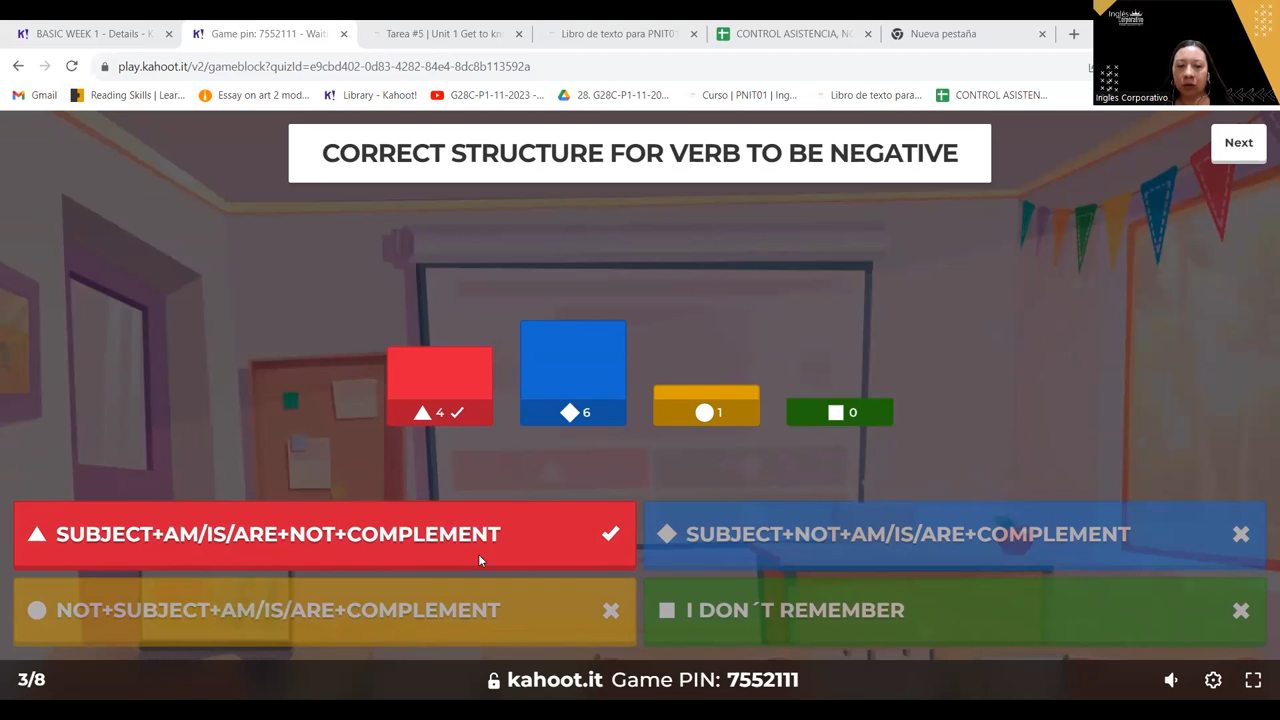 BASIC WEEK 1 - Details - K
Game pin: 7552111 - Wait
Tarea #5 | Unit 1 Get to kn
Libro de texto para PNIT01
CONTROL ASISTENCIA, NO
Nueva pestaña
play.kahoot.it/v2/gameblock?quizId=e9cbd402-0d83-4282-84e4-8dc8b113592a
Gmail
Reading Skills | Lear...
Essay on art 2 mod...
Library - Kahoot!
G28C-P1-11-2023 -...
28. G28C-P1-11-20...
Curso | PNIT01 | Ing...
Libro de texto para...
CONTROL ASISTEN...
Inglés
Corporativo
Ingles Corporativo
CORRECT STRUCTURE FOR VERB TO BE NEGATIVE
Next
4
6
1
0
SUBJECT+AM/IS/ARE+NOT+COMPLEMENT
SUBJECT+NOT+AM/IS/ARE+COMPLEMENT
NOT+SUBJECT+AM/IS/ARE+COMPLEMENT
I DON´T REMEMBER
3/8
kahoot.it Game PIN: 7552111